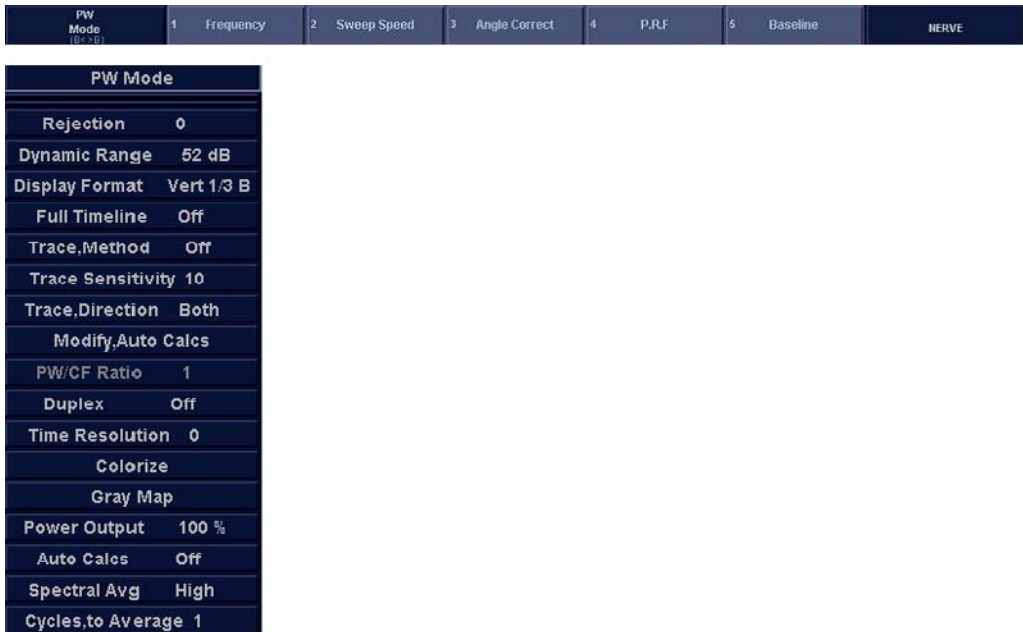 PW
Mode
(B<>B)
1 Frequency
2 Sweep Speed
3 Angle Correct
4 P.R.F
5 Baseline
NERVE
PW Mode
Rejection 0
Dynamic Range 52 dB
Display Format Vert 1/3 B
Full Timeline Off
Trace,Method Off
Trace Sensitivity 10
Trace,Direction Both
Modify,Auto Calcs
PW/CF Ratio 1
Duplex Off
Time Resolution 0
Colorize
Gray Map
Power Output 100 %
Auto Calcs Off
Spectral Avg High
Cycles,to Average 1